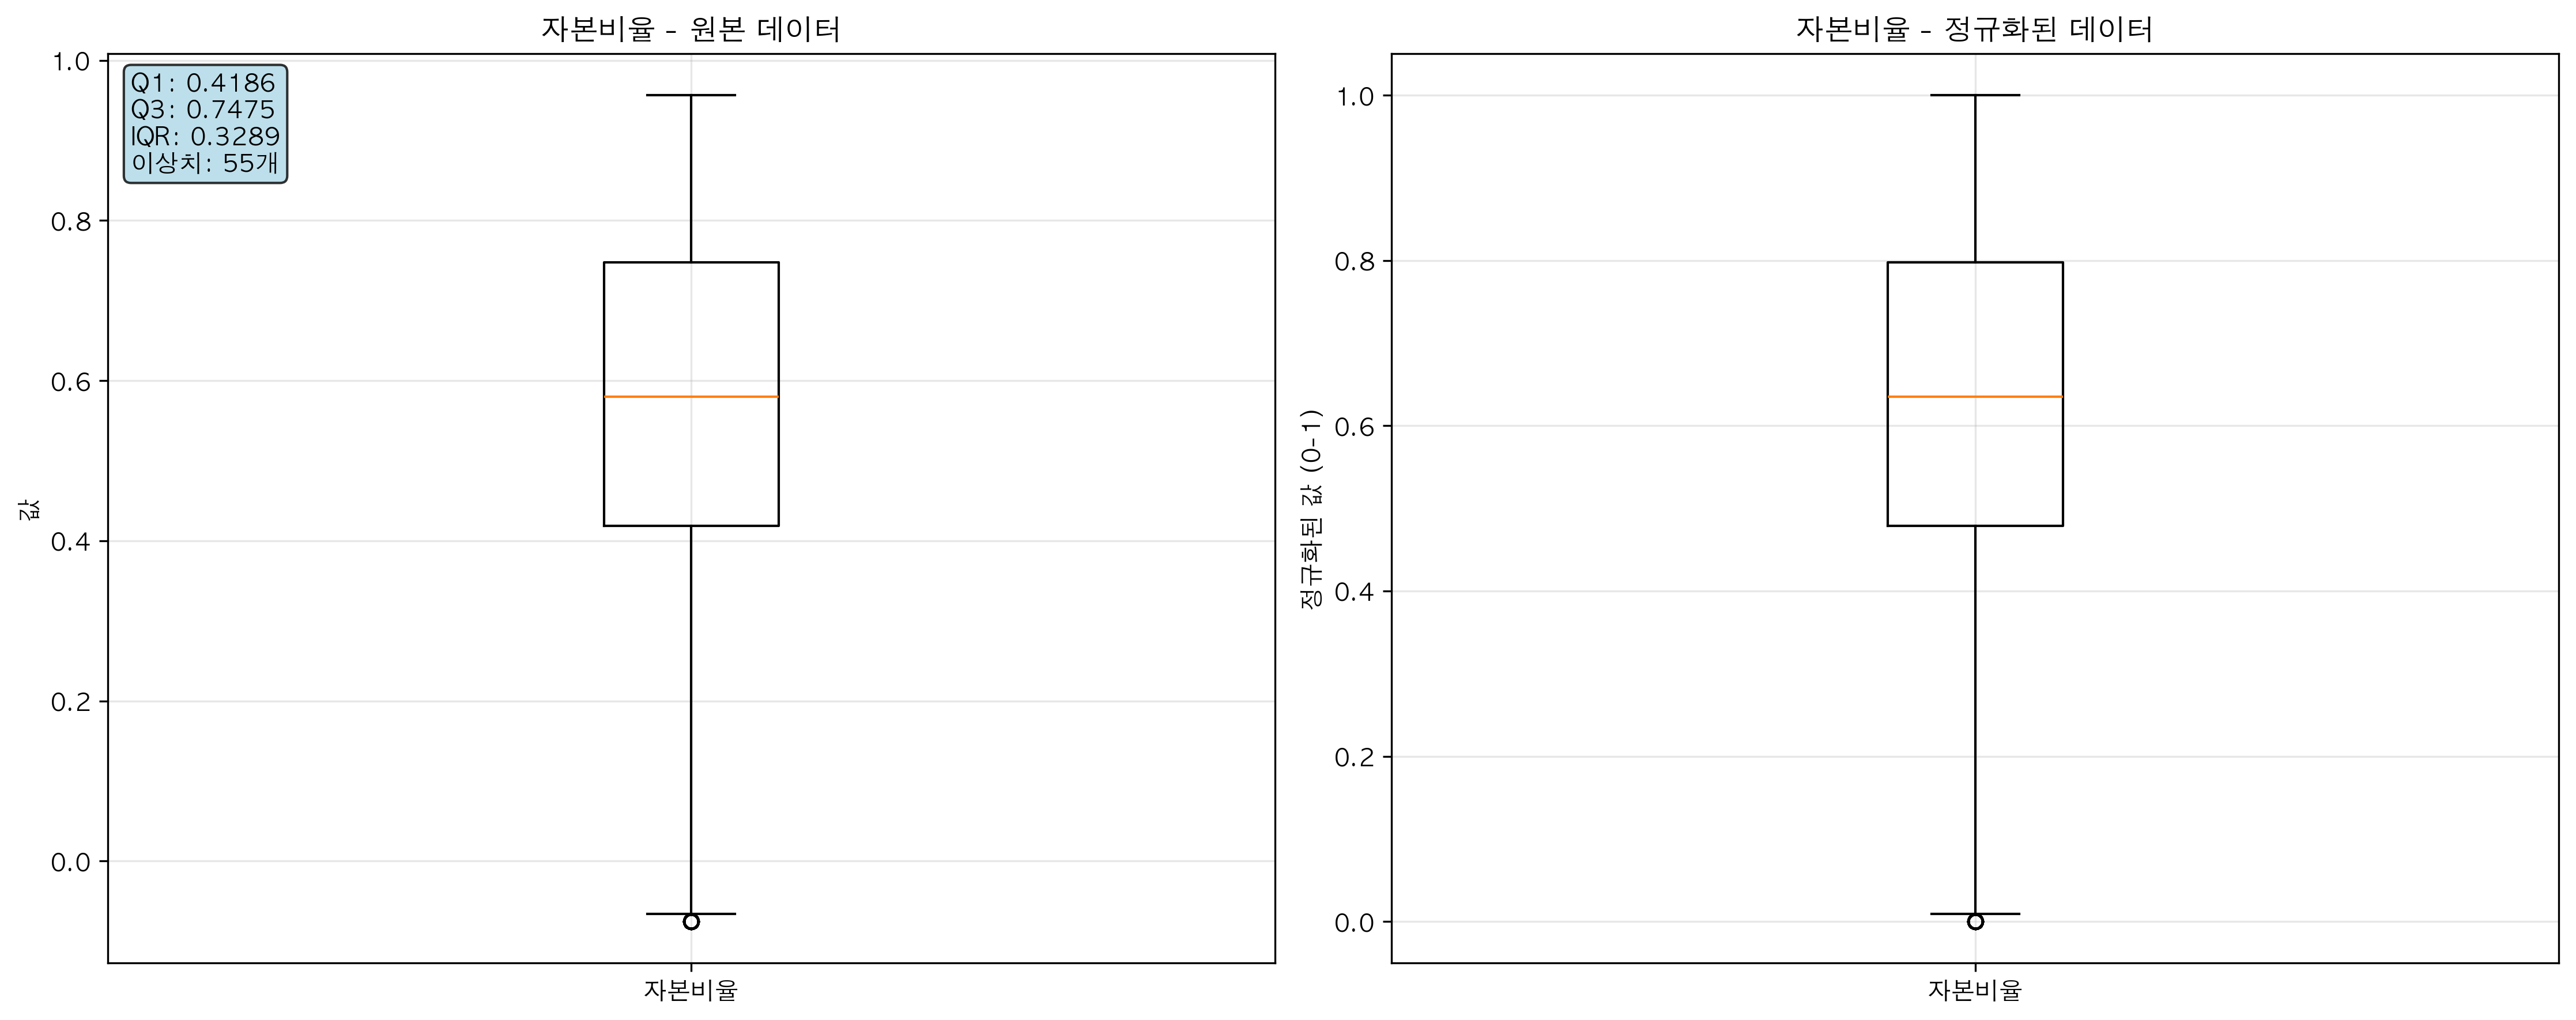 자본비율 - 원본 데이터
1.0
0.8
0.6
0.4
0.2
0.0
값
Q1: 0.4186
Q3: 0.7475
IQR: 0.3289
이상치: 55개
자본비율
자본비율 - 정규화된 데이터
1.0
0.8
0.6
0.4
0.2
0.0
정규화된 값 (0-1)
자본비율